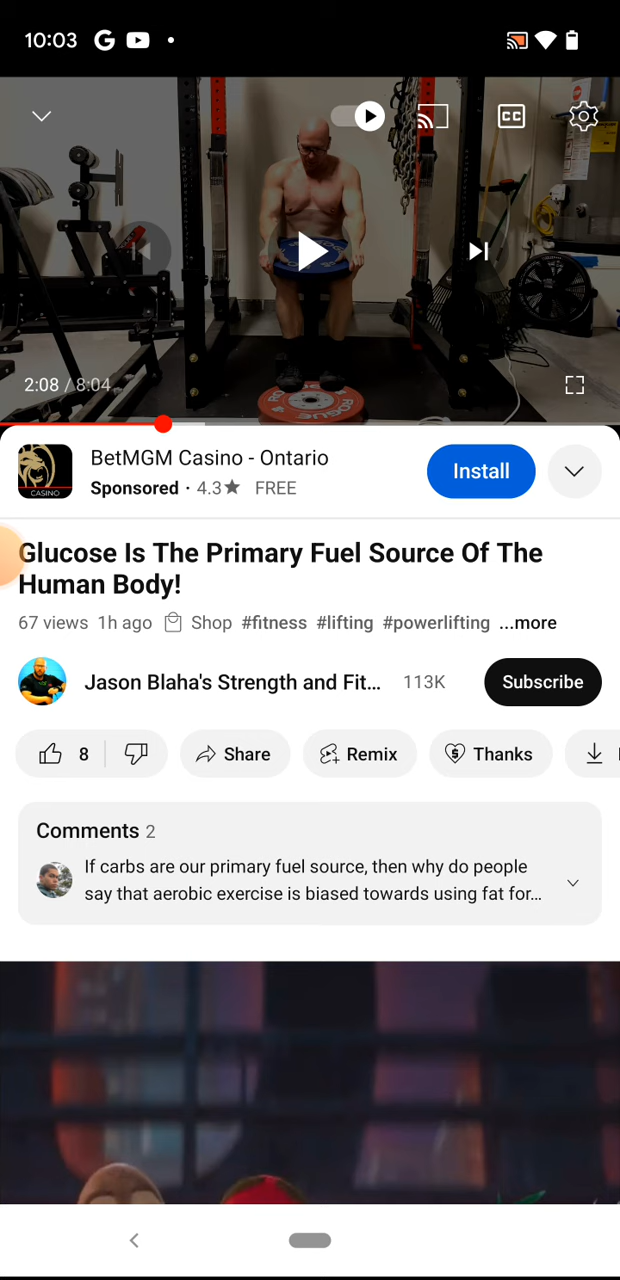 10:03
CC
2:08 / 8:04
ROGUE
CASINO
BetMGM Casino - Ontario
Sponsored · 4.3★ FREE
Install
Glucose Is The Primary Fuel Source Of The
Human Body!
67 views 1h ago Shop #fitness #lifting #powerlifting ...more
Jason Blaha's Strength and Fit... 113K
Subscribe
8
Share
Remix
Thanks
Comments 2
If carbs are our primary fuel source, then why do people
say that aerobic exercise is biased towards using fat for...